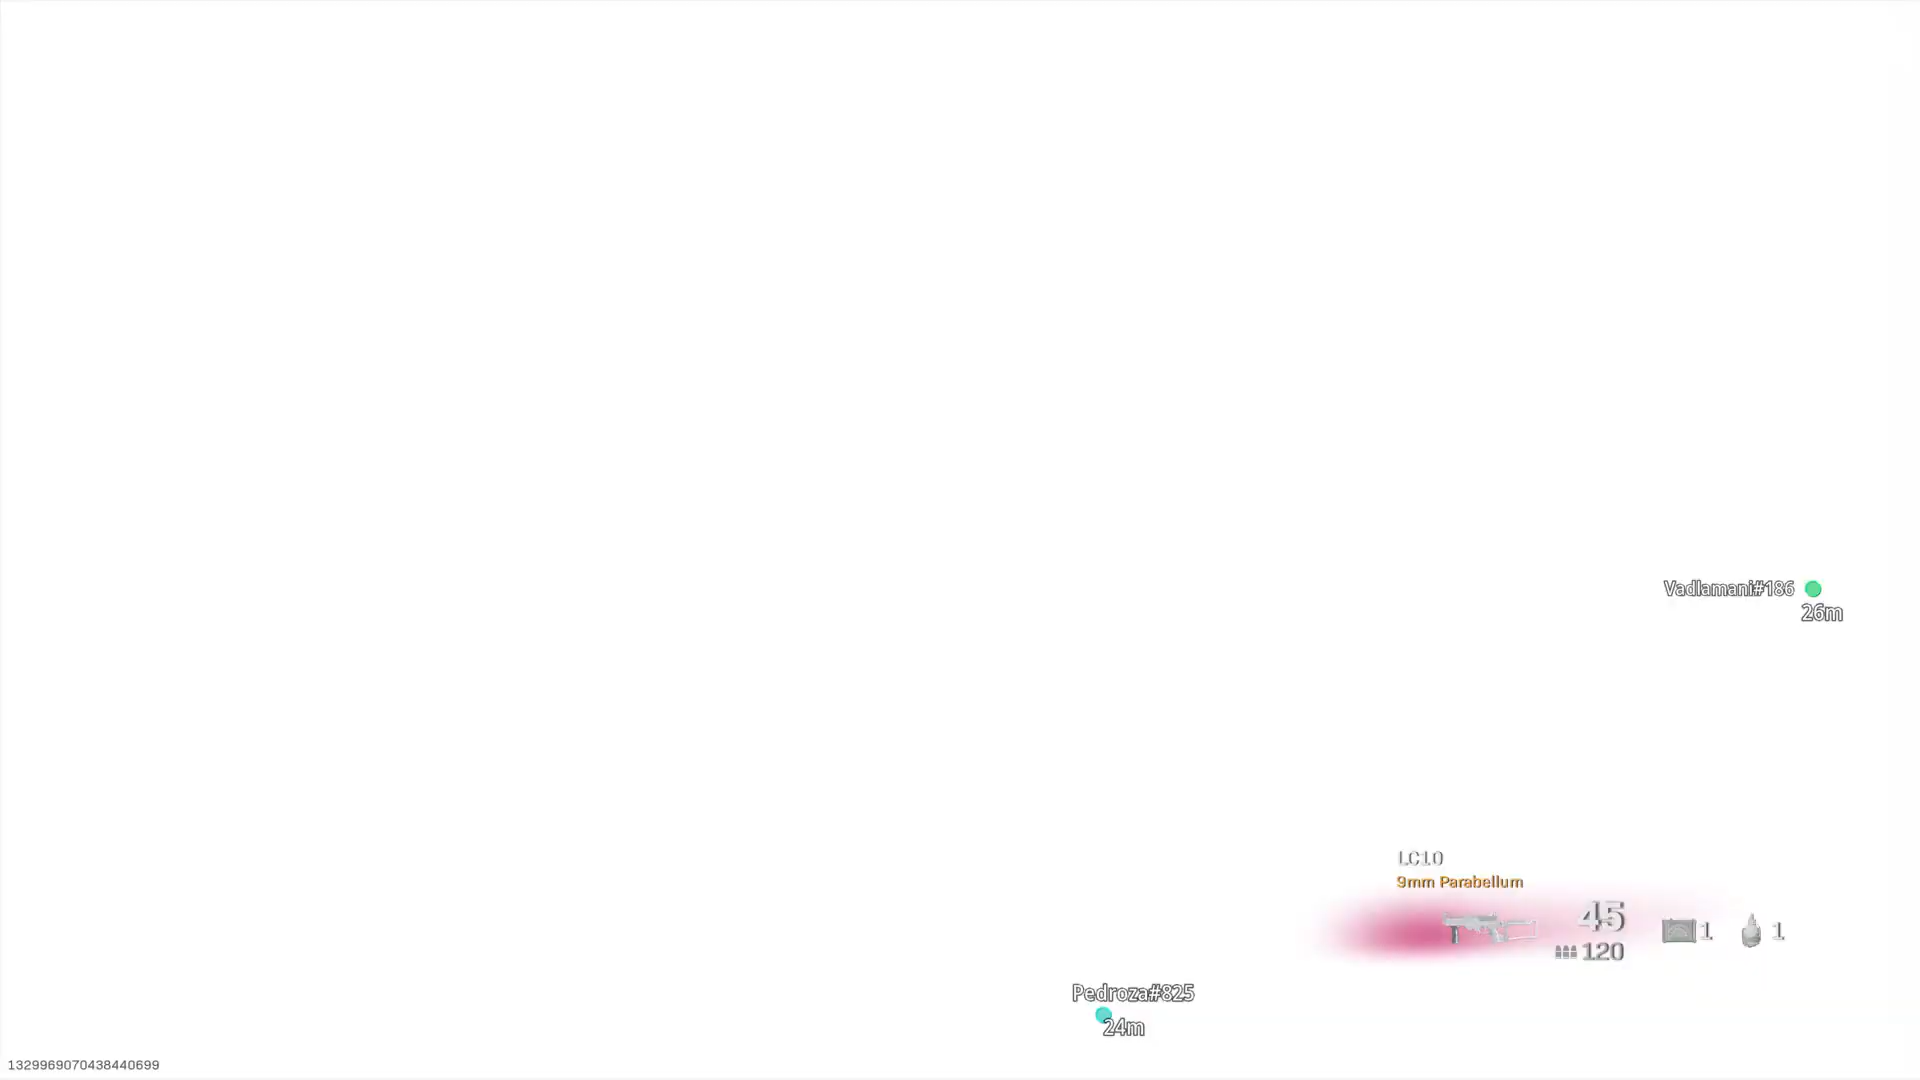 Vadlamani#186
26m
LC10
9mm Parabellum
45
120
1
1
Pedroza#825
24m
1329969070438440699